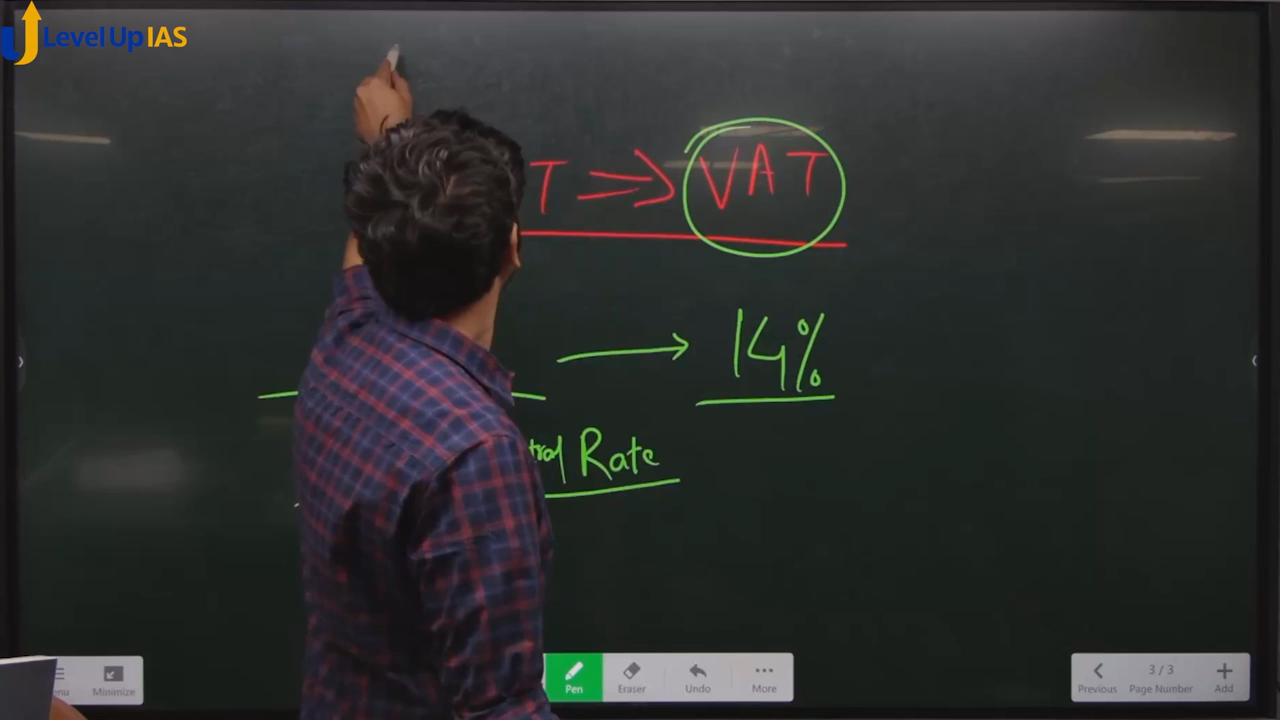 Level Up IAS
T ⇒ VAT
→ 14%
Rate
Minimize
Pen
Eraser
Undo
More
Previous
3 / 3
Page Number
Add